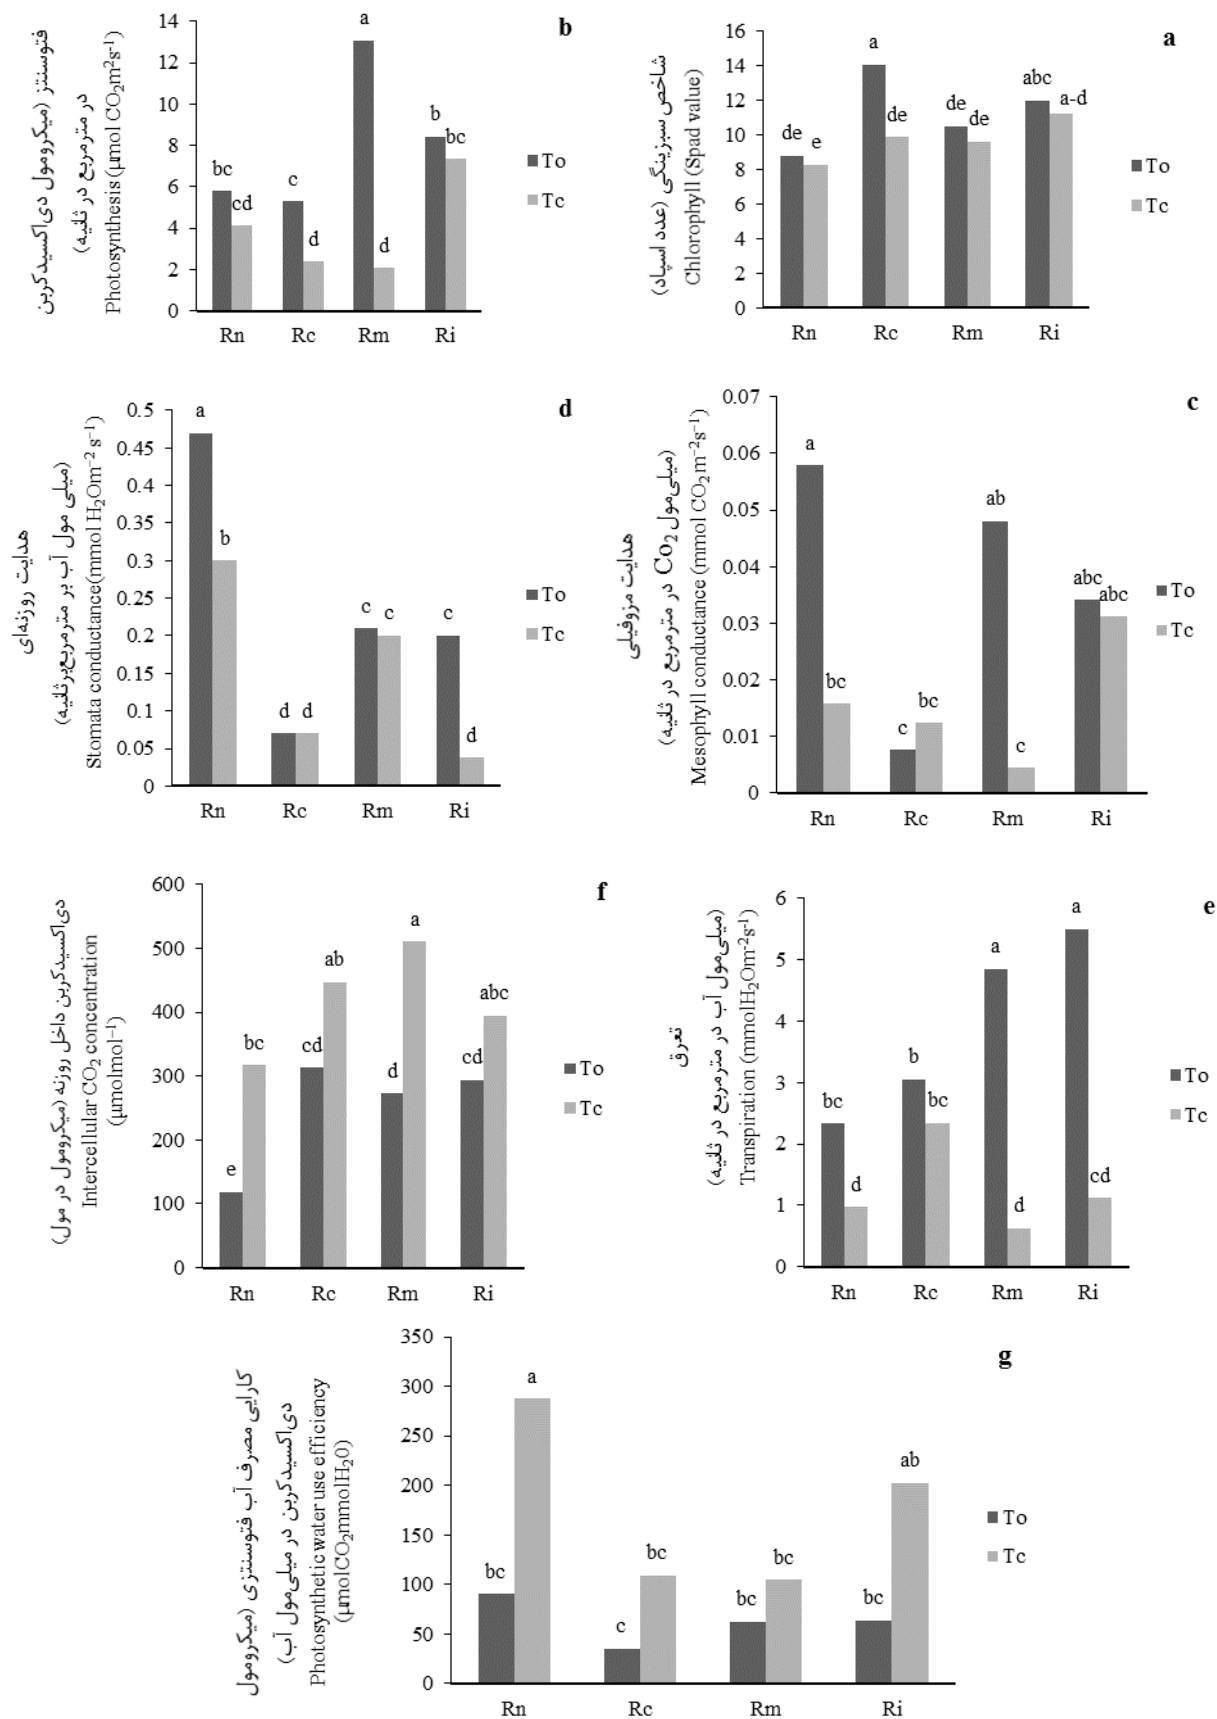 b
فتوسنتز (میکرومول دی‌اکسیدکربن
در مترمربع در ثانیه)
Photosynthesis (µmol CO₂m²s⁻¹)
14
12
10
8
6
4
2
0
bc
cd
c
d
a
d
b
bc
Rn Rc Rm Ri
To
Tc
a
شاخص سبزینگی (عدد اسپاد)
Chlorophyll (Spad value)
16
14
12
10
8
6
4
2
0
de
e
a
de
de
de
abc
a-d
Rn Rc Rm Ri
To
Tc
d
هدایت روزنه‌ای
(میلی مول آب بر مترمربع‌برثانیه)
Stomata conductance(mmol H₂Om⁻² s⁻¹)
0.5
0.45
0.4
0.35
0.3
0.25
0.2
0.15
0.1
0.05
0
a
b
d
d
c
c
c
d
Rn Rc Rm Ri
To
Tc
c
هدایت مزوفیلی
(میلی‌مول Co₂ در مترمربع در ثانیه)
Mesophyll conductance (mmol CO₂m⁻²s⁻¹)
0.07
0.06
0.05
0.04
0.03
0.02
0.01
0
a
bc
c
bc
ab
c
abc
abc
Rn Rc Rm Ri
To
Tc
f
دی‌اکسیدکربن داخل روزنه (میکرومول در مول)
Intercellular CO₂ concentration
(µmolmol⁻¹)
600
500
400
300
200
100
0
e
bc
cd
ab
d
a
cd
abc
Rn Rc Rm Ri
To
Tc
e
تعرق
(میلی‌مول آب در مترمربع در ثانیه)
Transpiration (mmolH₂Om⁻²s⁻¹)
6
5
4
3
2
1
0
bc
d
b
bc
a
d
a
cd
Rn Rc Rm Ri
To
Tc
g
کارایی مصرف آب فتوسنتزی (میکرومول
دی‌اکسیدکربن در میلی‌مول آب)
Photosynthetic water use efficiency
(µmolCO₂mmolH₂0)
350
300
250
200
150
100
50
0
bc
a
c
bc
bc
bc
bc
ab
Rn Rc Rm Ri
To
Tc